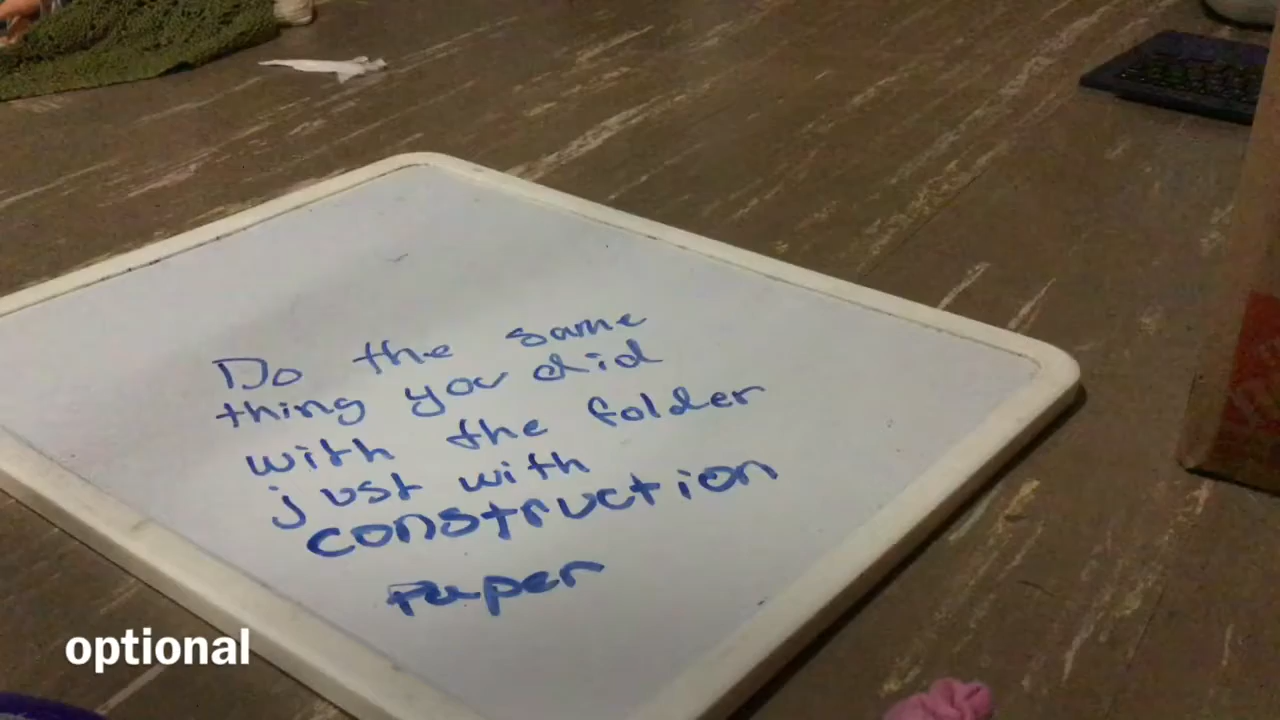 Do the same
thing you did
with the folder
just with
construction
Paper
optional